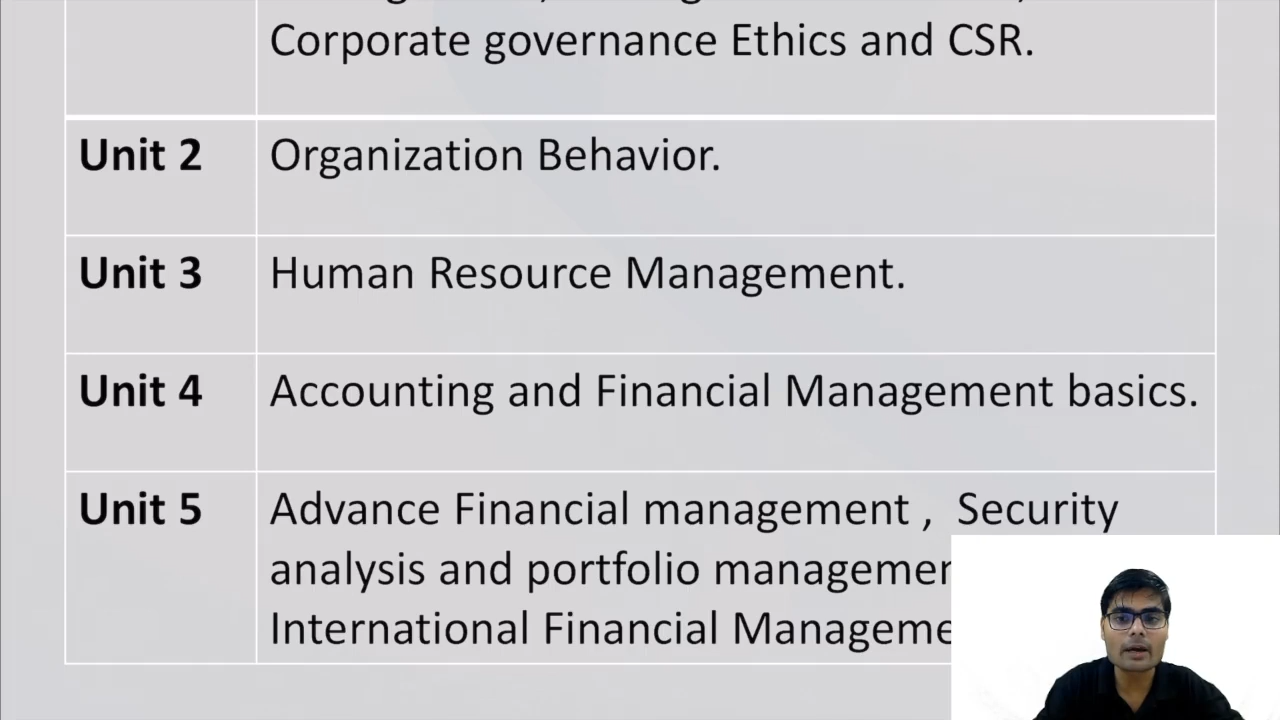 Corporate governance Ethics and CSR.
Unit 2 Organization Behavior.
Unit 3 Human Resource Management.
Unit 4 Accounting and Financial Management basics.
Unit 5 Advance Financial management , Security
analysis and portfolio
International Financial